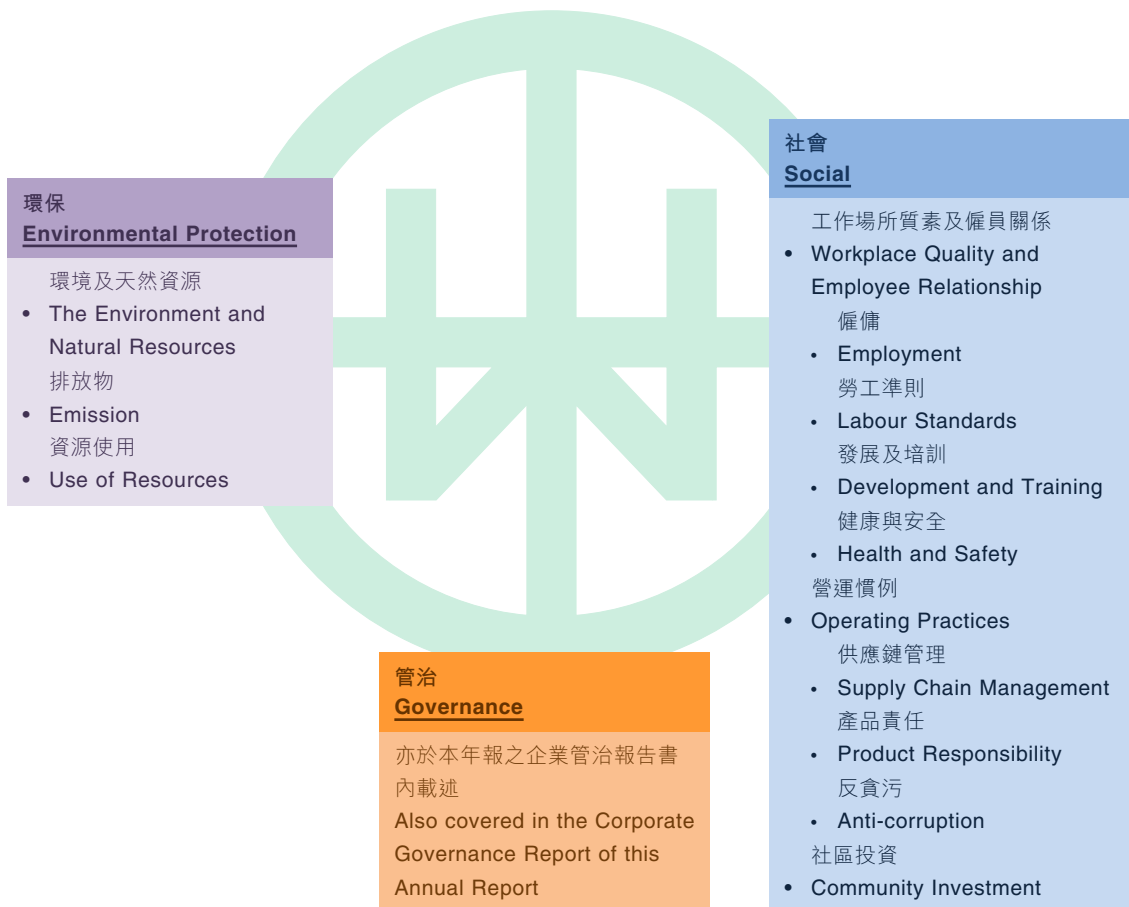 環保
Environmental Protection
環境及天然資源
• The Environment and
Natural Resources
排放物
• Emission
資源使用
• Use of Resources
管治
Governance
亦於本年報之企業管治報告書
內載述
Also covered in the Corporate
Governance Report of this
Annual Report
社會
Social
工作場所質素及僱員關係
• Workplace Quality and
Employee Relationship
僱傭
• Employment
勞工準則
• Labour Standards
發展及培訓
• Development and Training
健康與安全
• Health and Safety
營運慣例
• Operating Practices
供應鏈管理
• Supply Chain Management
產品責任
• Product Responsibility
反貪污
• Anti-corruption
社區投資
• Community Investment